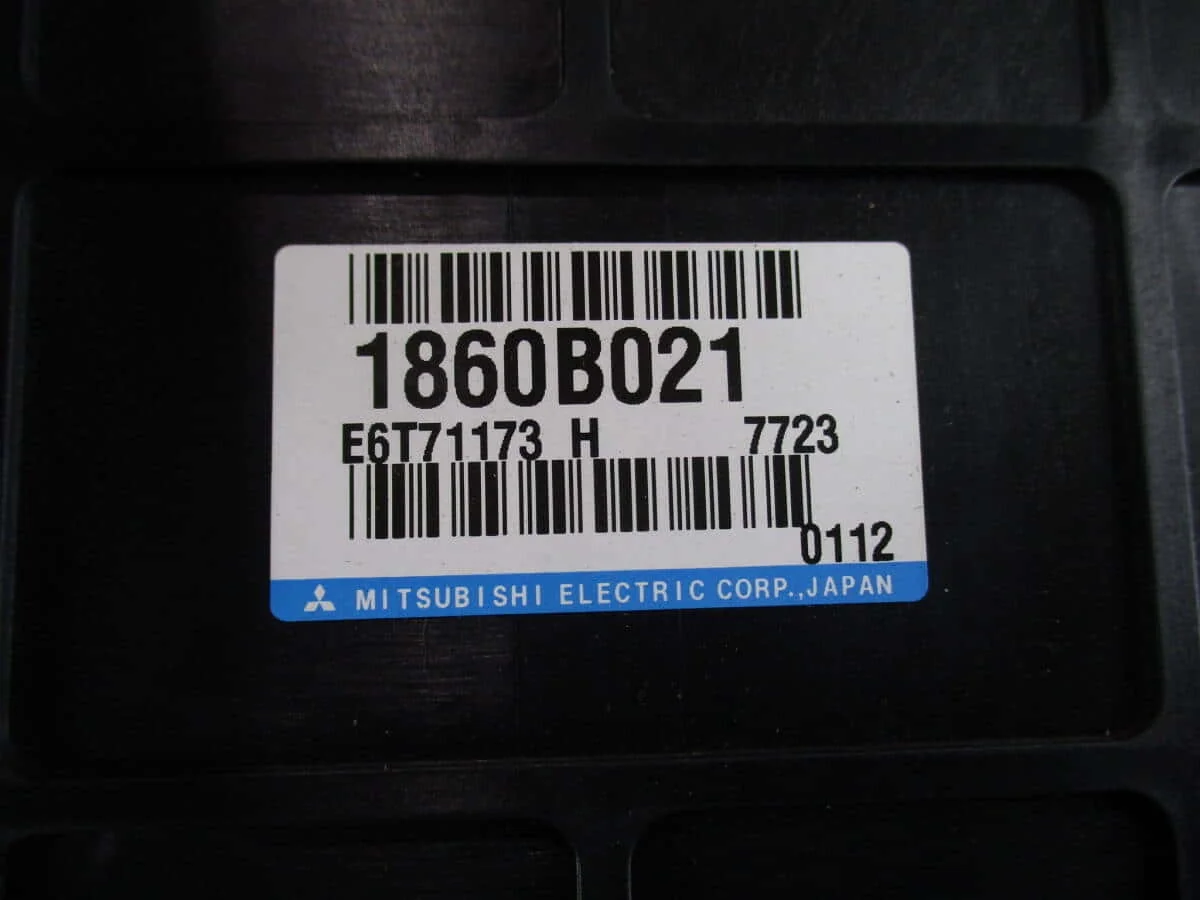 1860B021
E6T71173 H 7723
0112
MITSUBISHI ELECTRIC CORP.,JAPAN